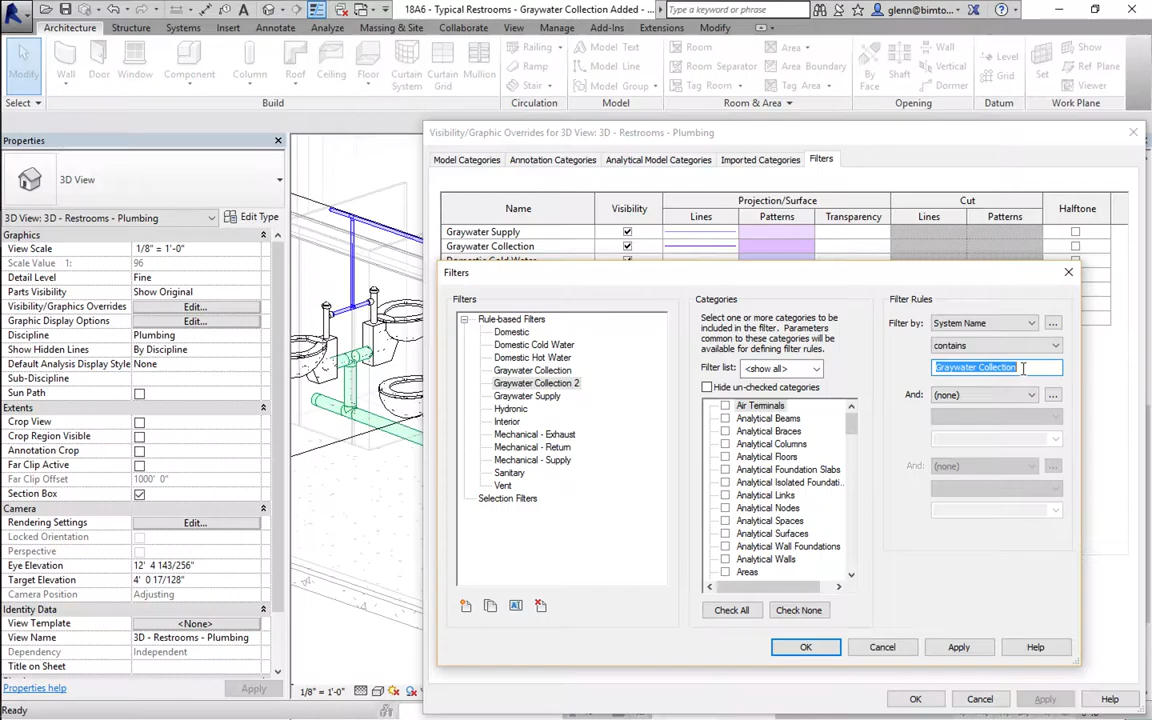 18A6 - Typical Restrooms - Graywater Collection Added - ...
Type a keyword or phrase
glenn@bimto...
Architecture Structure Systems Insert Annotate Analyze Massing & Site Collaborate View Manage Add-Ins Extensions Modify
Modify
Wall
Door
Window
Component
Column
Roof
Ceiling
Floor
Curtain System
Curtain Grid
Mullion
Railing
Ramp
Stair
Model Text
Model Line
Model Group
Room
Room Separator
Tag Room
Area
Area Boundary
Tag Area
By Face
Shaft
Wall
Vertical
Dormer
Level
Grid
Set
Show
Ref Plane
Viewer
Select Build Circulation Model Room & Area Opening Datum Work Plane
Properties
3D View
3D View: 3D - Restrooms - Plumbing Edit Type
Graphics
View Scale 1/8" = 1'-0"
Scale Value 1: 96
Detail Level Fine
Parts Visibility Show Original
Visibility/Graphics Overrides Edit...
Graphic Display Options Edit...
Discipline Plumbing
Show Hidden Lines By Discipline
Default Analysis Display Style None
Sub-Discipline
Sun Path
Extents
Crop View
Crop Region Visible
Annotation Crop
Far Clip Active
Far Clip Offset 1000' 0"
Section Box
Camera
Rendering Settings Edit...
Locked Orientation
Perspective
Eye Elevation 12' 4 143/256"
Target Elevation 4' 0 17/128"
Camera Position Adjusting
Identity Data
View Template <None>
View Name 3D - Restrooms - Plumbing
Dependency Independent
Title on Sheet
Properties help Apply
Ready
1/8" = 1'-0"
Visibility/Graphic Overrides for 3D View: 3D - Restrooms - Plumbing
Model Categories Annotation Categories Analytical Model Categories Imported Categories Filters
Name Visibility Projection/Surface Cut Halftone
Lines Patterns Transparency Lines Patterns
Graywater Supply
Graywater Collection
Domestic Cold Water
Filters
Filters
Rule-based Filters
Domestic
Domestic Cold Water
Domestic Hot Water
Graywater Collection
Graywater Collection 2
Graywater Supply
Hydronic
Interior
Mechanical - Exhaust
Mechanical - Return
Mechanical - Supply
Sanitary
Vent
Selection Filters
Categories
Select one or more categories to be
included in the filter. Parameters
common to these categories will be
available for defining filter rules.
Filter list: <show all>
Hide un-checked categories
Air Terminals
Analytical Beams
Analytical Braces
Analytical Columns
Analytical Floors
Analytical Foundation Slabs
Analytical Isolated Foundati..
Analytical Links
Analytical Nodes
Analytical Spaces
Analytical Surfaces
Analytical Wall Foundations
Analytical Walls
Areas
Check All Check None
Filter Rules
Filter by: System Name ...
contains
Graywater Collection
And: (none) ...
And: (none) ...
OK Cancel Apply Help
OK Cancel Apply Help